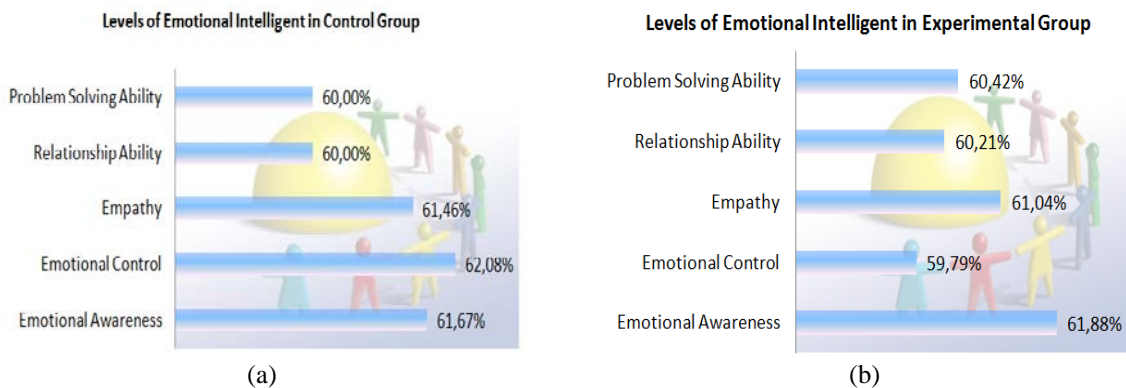 Levels of Emotional Intelligent in Control Group
Problem Solving Ability 60,00%
Relationship Ability 60,00%
Empathy 61,46%
Emotional Control 62,08%
Emotional Awareness 61,67%
(a)
Levels of Emotional Intelligent in Experimental Group
Problem Solving Ability 60,42%
Relationship Ability 60,21%
Empathy 61,04%
Emotional Control 59,79%
Emotional Awareness 61,88%
(b)